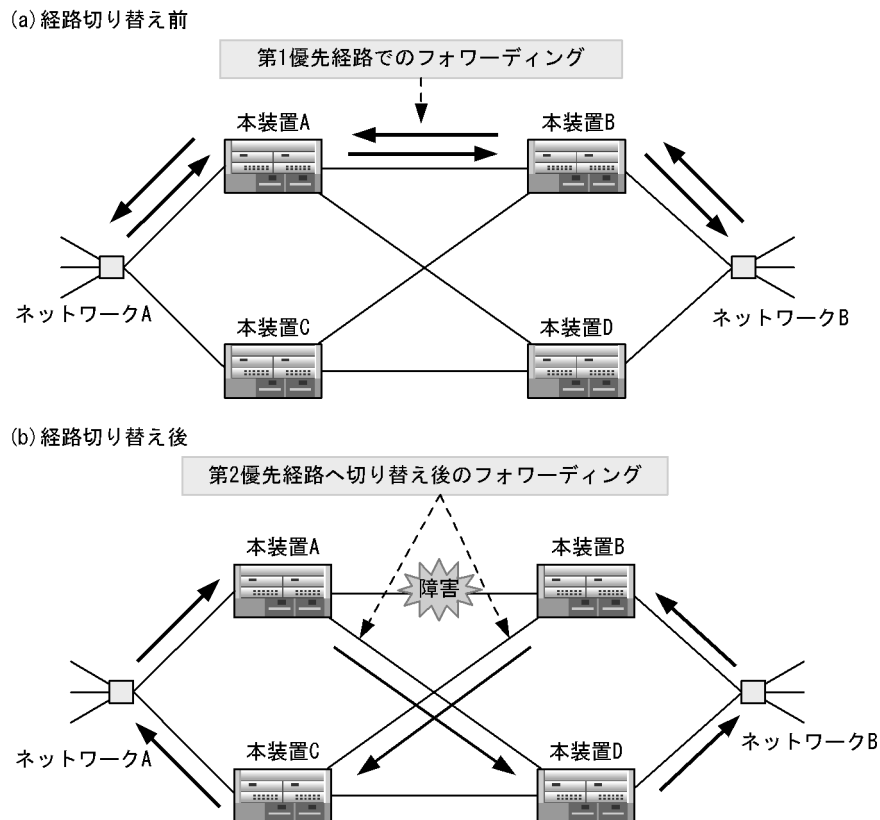 (a)経路切り替え前
第1優先経路でのフォワーディング
本装置A
本装置B
ネットワークA
ネットワークB
本装置C
本装置D
(b)経路切り替え後
第2優先経路へ切り替え後のフォワーディング
本装置A
本装置B
障害
ネットワークA
ネットワークB
本装置C
本装置D